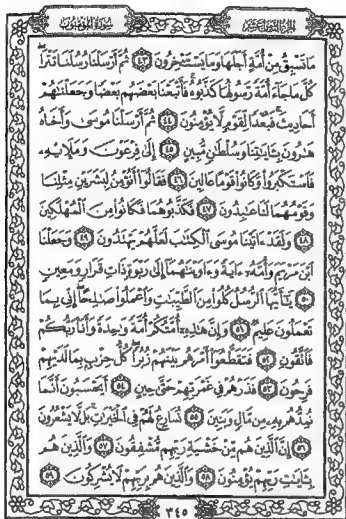 سورة المؤمنون
الجزء الثامن عشر
مَا تَسْبِقُ مِنْ أُمَّةٍ أَجَلَهَا وَمَا يَسْتَـْٔخِرُونَ ٤٣ ثُمَّ أَرْسَلْنَا رُسُلَنَا تَتْرَا
كُلَّ مَا جَآءَ أُمَّةً رَّسُولُهَا كَذَّبُوهُ فَأَتْبَعْنَا بَعْضَهُم بَعْضًا وَجَعَلْنَٰهُمْ
أَحَادِيثَ فَبُعْدًا لِّقَوْمٍ لَّا يُؤْمِنُونَ ٤٤ ثُمَّ أَرْسَلْنَا مُوسَىٰ وَأَخَاهُ
هَٰرُونَ بِـَٔايَٰتِنَا وَسُلْطَٰنٍ مُّبِينٍ ٤٥ إِلَىٰ فِرْعَوْنَ وَمَلَإِي۟هِۦ
فَٱسْتَكْبَرُوا۟ وَكَانُوا۟ قَوْمًا عَالِينَ ٤٦ فَقَالُوٓا۟ أَنُؤْمِنُ لِبَشَرَيْنِ مِثْلِنَا
وَقَوْمُهُمَا لَنَا عَٰبِدُونَ ٤٧ فَكَذَّبُوهُمَا فَكَانُوا۟ مِنَ ٱلْمُهْلَكِينَ
٤٨ وَلَقَدْ ءَاتَيْنَا مُوسَى ٱلْكِتَٰبَ لَعَلَّهُمْ يَهْتَدُونَ ٤٩ وَجَعَلْنَا
ٱبْنَ مَرْيَمَ وَأُمَّهُۥٓ ءَايَةً وَءَاوَيْنَٰهُمَآ إِلَىٰ رَبْوَةٍ ذَاتِ قَرَارٍ وَمَعِينٍ
٥٠ يَٰٓأَيُّهَا ٱلرُّسُلُ كُلُوا۟ مِنَ ٱلطَّيِّبَٰتِ وَٱعْمَلُوا۟ صَٰلِحًا إِنِّى بِمَا
تَعْمَلُونَ عَلِيمٌ ٥١ وَإِنَّ هَٰذِهِۦٓ أُمَّتُكُمْ أُمَّةً وَٰحِدَةً وَأَنَا۠ رَبُّكُمْ
فَٱتَّقُونِ ٥٢ فَتَقَطَّعُوٓا۟ أَمْرَهُم بَيْنَهُمْ زُبُرًا كُلُّ حِزْبٍۭ بِمَا لَدَيْهِمْ
فَرِحُونَ ٥٣ فَذَرْهُمْ فِى غَمْرَتِهِمْ حَتَّىٰ حِينٍ ٥٤ أَيَحْسَبُونَ أَنَّمَا
نُمِدُّهُم بِهِۦ مِن مَّالٍ وَبَنِينَ ٥٥ نُسَارِعُ لَهُمْ فِى ٱلْخَيْرَٰتِ بَل لَّا يَشْعُرُونَ
٥٦ إِنَّ ٱلَّذِينَ هُم مِّنْ خَشْيَةِ رَبِّهِم مُّشْفِقُونَ ٥٧ وَٱلَّذِينَ هُم
بِـَٔايَٰتِ رَبِّهِمْ يُؤْمِنُونَ ٥٨ وَٱلَّذِينَ هُم بِرَبِّهِمْ لَا يُشْرِكُونَ ٥٩
٣٤٥